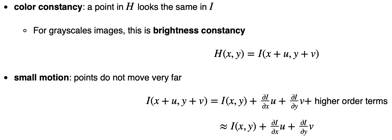 • color constancy: a point in H looks the same in I
◦ For grayscales images, this is brightness constancy
H(x, y) = I(x + u, y + v)
• small motion: points do not move very far
I(x + u, y + v) = I(x, y) + ∂I/∂x u + ∂I/∂y v+ higher order terms
≈ I(x, y) + ∂I/∂x u + ∂I/∂y v